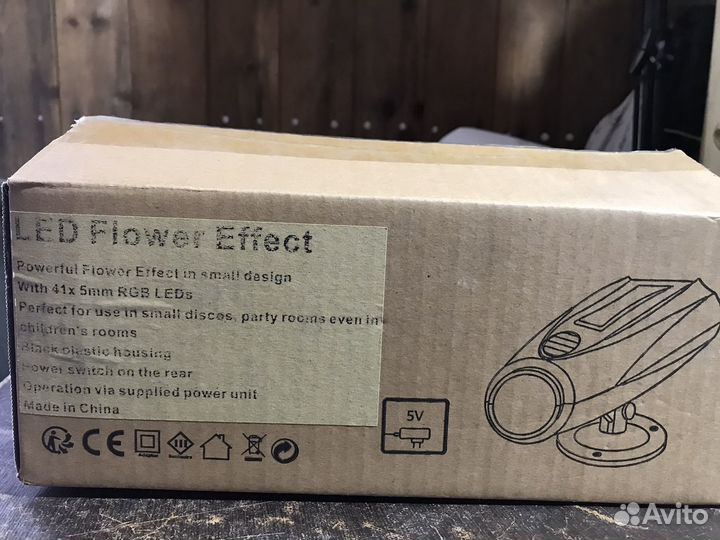 LED Flower Effect
Powerful Flower Effect in small design
With 41x 5mm RGB LEDs
Perfect for use in small discos, party rooms even in
children's rooms
Black plastic housing
Power switch on the rear
Operation via supplied power unit
Made in China
CE
5V
Avito